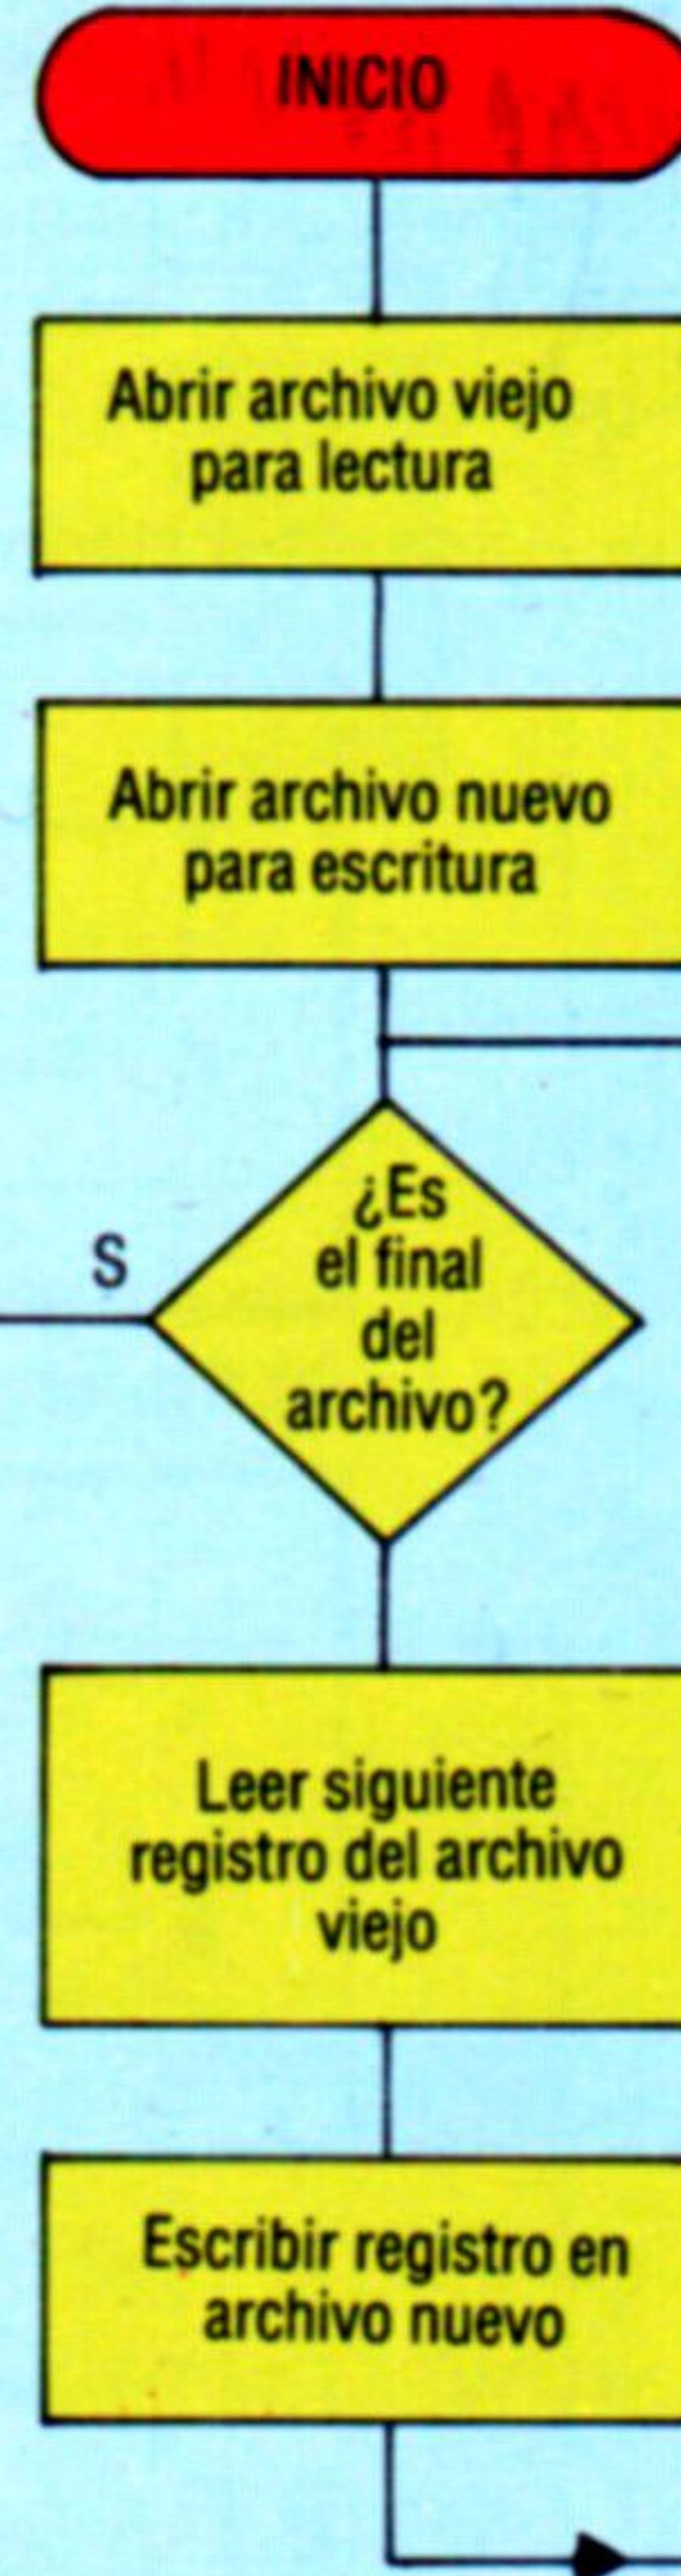 INICIO
Abrir archivo viejo
para lectura
Abrir archivo nuevo
para escritura
¿Es
el final
del
archivo?
S
Leer siguiente
registro del archivo
viejo
Escribir registro en
archivo nuevo